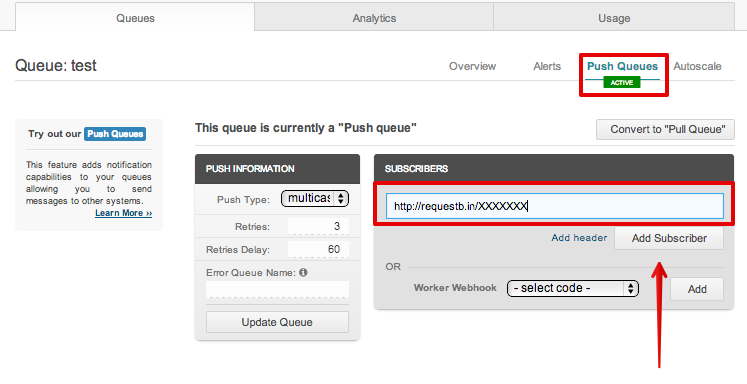 Queues
Analytics
Usage
Queue: test
Overview
Alerts
Push Queues
Autoscale
ACTIVE
Try out our Push Queues
This feature adds notification
capabilities to your queues
allowing you to send
messages to other systems.
Learn More ››
This queue is currently a "Push queue"
Convert to "Pull Queue"
PUSH INFORMATION
Push Type: multicas
Retries: 3
Retries Delay: 60
Error Queue Name:
Update Queue
SUBSCRIBERS
http://requestb.in/XXXXXXX
Add header
Add Subscriber
OR
Worker Webhook - select code - Add